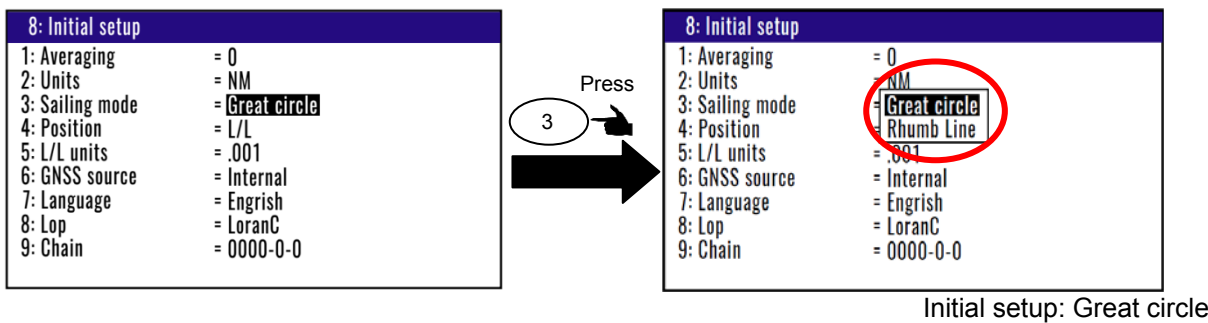 8: Initial setup
1: Averaging = 0
2: Units = NM
3: Sailing mode = Great circle
4: Position = L/L
5: L/L units = .001
6: GNSS source = Internal
7: Language = Engrish
8: Lop = LoranC
9: Chain = 0000-0-0
Press
3
8: Initial setup
1: Averaging = 0
2: Units = NM
3: Sailing mode = Great circle
4: Position = Rhumb Line
5: L/L units = .001
6: GNSS source = Internal
7: Language = Engrish
8: Lop = LoranC
9: Chain = 0000-0-0
Initial setup: Great circle